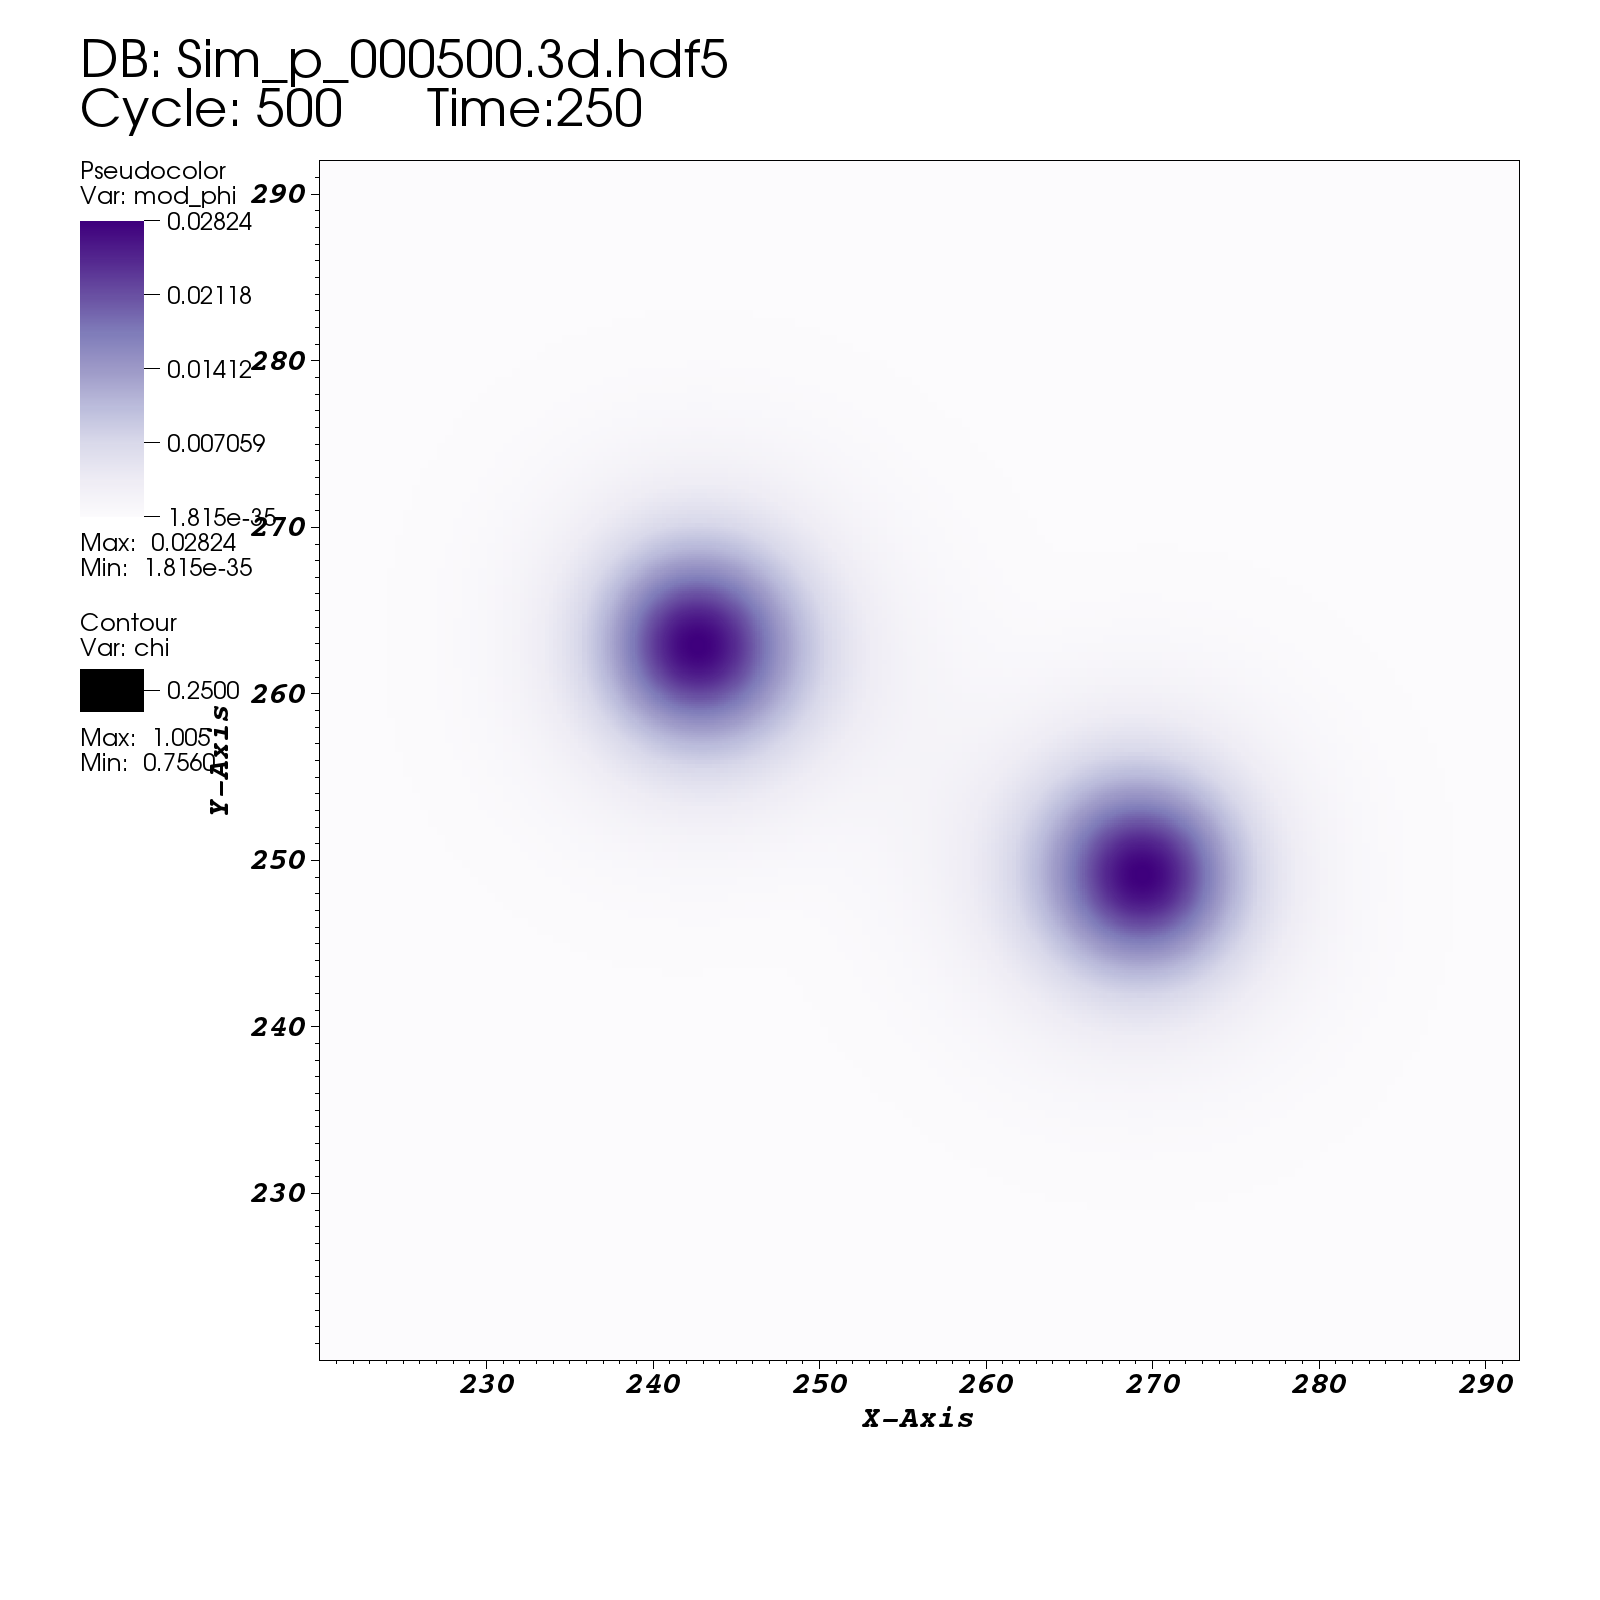 DB: Sim_p_000500.3d.hdf5
Cycle: 500 Time:250
Pseudocolor
Var: mod_phi
0.02824
0.02118
0.01412
0.007059
1.815e-35
Max: 0.02824
Min: 1.815e-35
Contour
Var: chi
0.2500
Max: 1.005
Min: 0.7560
Y-Axis
290
280
270
260
250
240
230
230 240 250 260 270 280 290
X-Axis